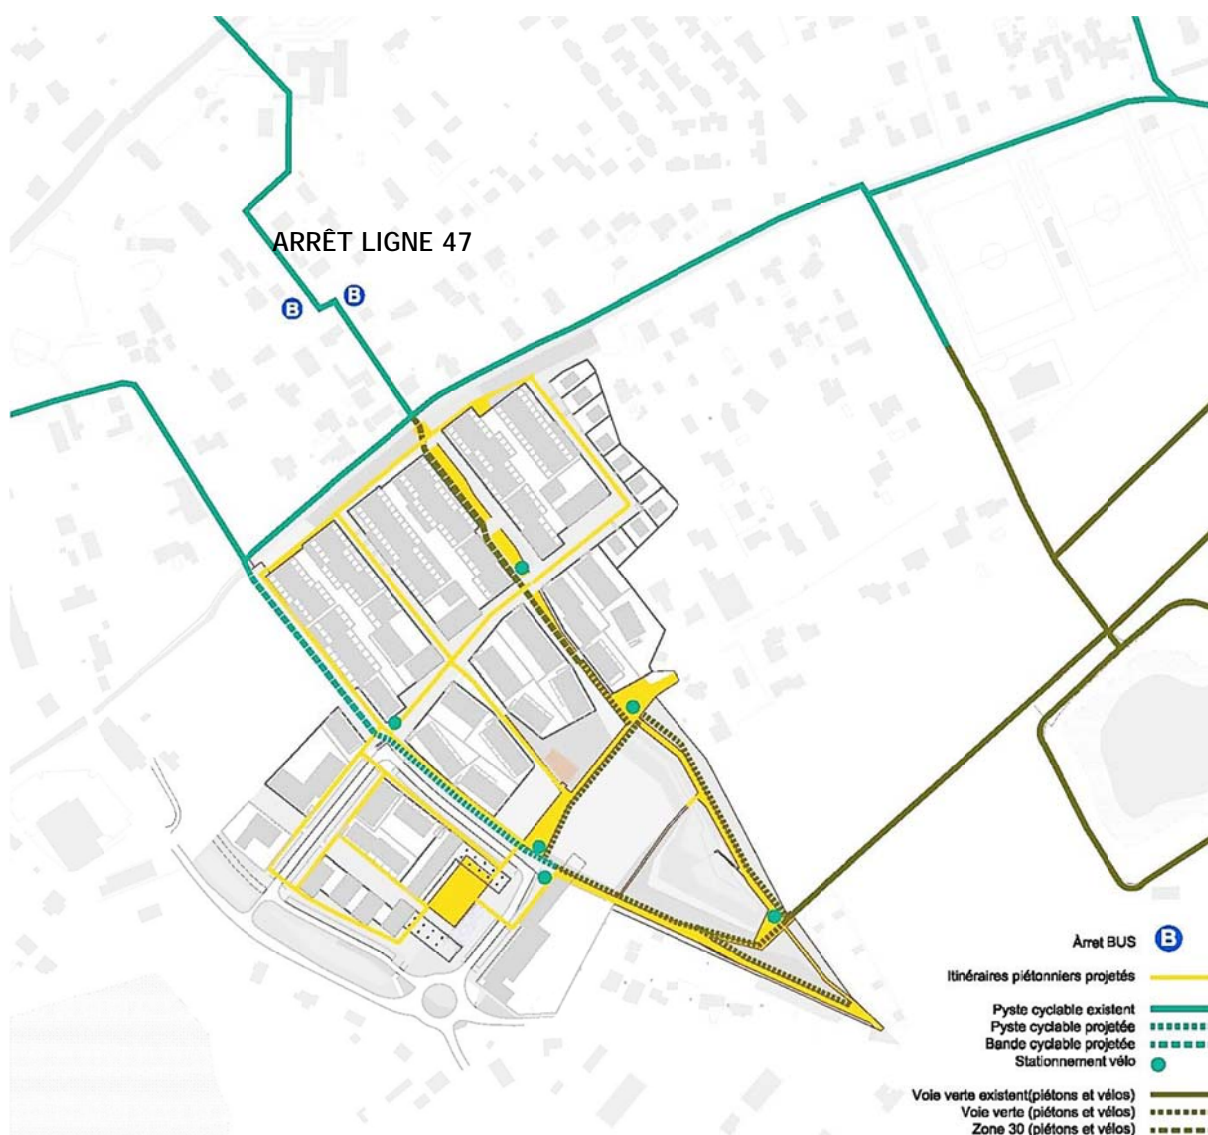 ARRÊT LIGNE 47
B
B
Àrret BUS B
Itinéraires piétonniers projetés
Pyste cyclable existent
Pyste cyclable projetée
Bande cyclable projetée
Stationnement vélo
Voie verte existent(piétons et vélos)
Voie verte (piétons et vélos)
Zone 30 (piétons et vélos)